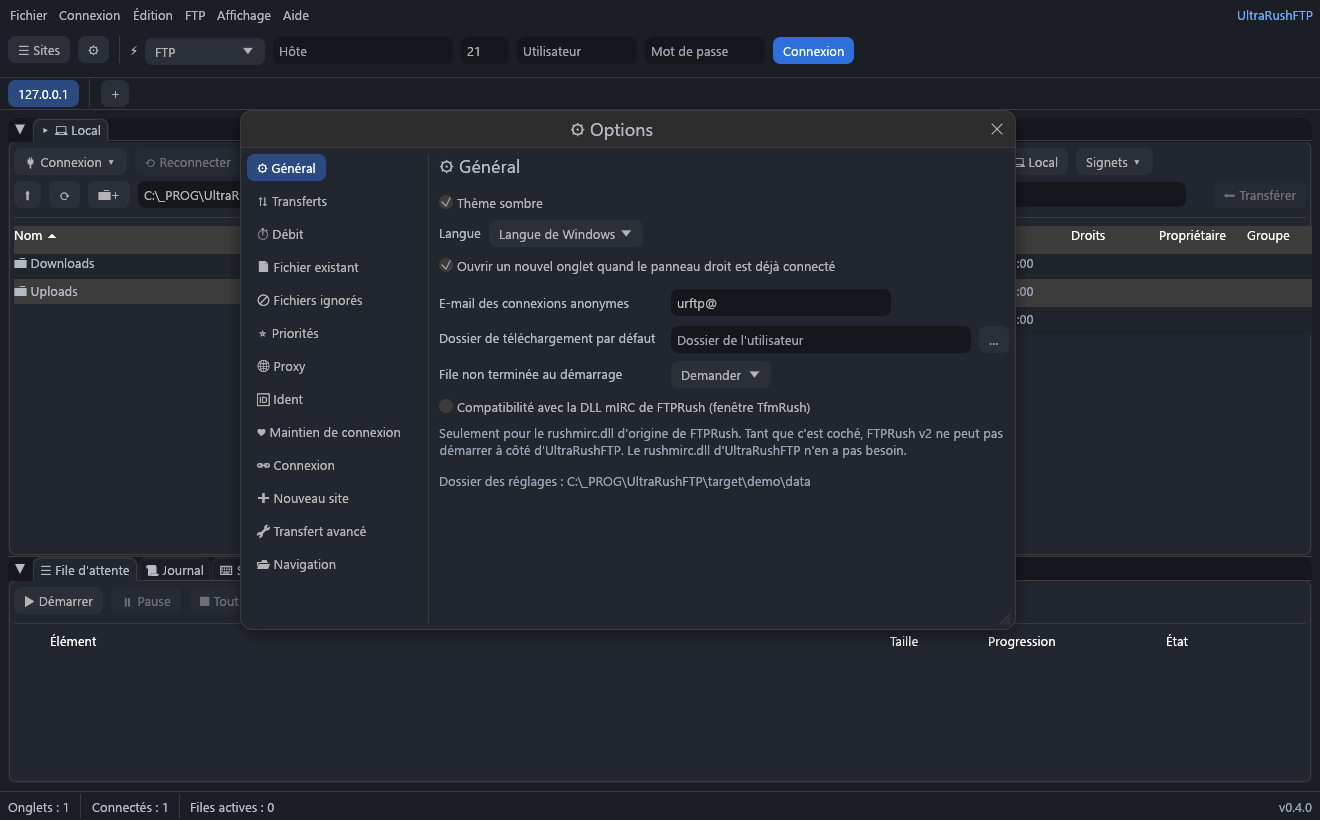 Fichier Connexion Édition FTP Affichage Aide UltraRushFTP
Sites FTP Hôte 21 Utilisateur Mot de passe Connexion
127.0.0.1 +
Local
Options
Connexion Reconnecter
Local Signets
C:\_PROG\UltraR
Transférer
Nom
Droits Propriétaire Groupe
Downloads
:00
Uploads
:00
:00
Général
Transferts
Débit
Fichier existant
Fichiers ignorés
Priorités
Proxy
Ident
Maintien de connexion
Connexion
Nouveau site
Transfert avancé
Navigation
Général
Thème sombre
Langue Langue de Windows
Ouvrir un nouvel onglet quand le panneau droit est déjà connecté
E-mail des connexions anonymes urftp@
Dossier de téléchargement par défaut Dossier de l'utilisateur ...
File non terminée au démarrage Demander
Compatibilité avec la DLL mIRC de FTPRush (fenêtre TfmRush)
Seulement pour le rushmirc.dll d'origine de FTPRush. Tant que c'est coché, FTPRush v2 ne peut pas
démarrer à côté d'UltraRushFTP. Le rushmirc.dll d'UltraRushFTP n'en a pas besoin.
Dossier des réglages : C:\_PROG\UltraRushFTP\target\demo\data
File d'attente Journal S
Démarrer Pause Tout
Élément Taille Progression État
Onglets : 1 Connectés : 1 Files actives : 0 v0.4.0